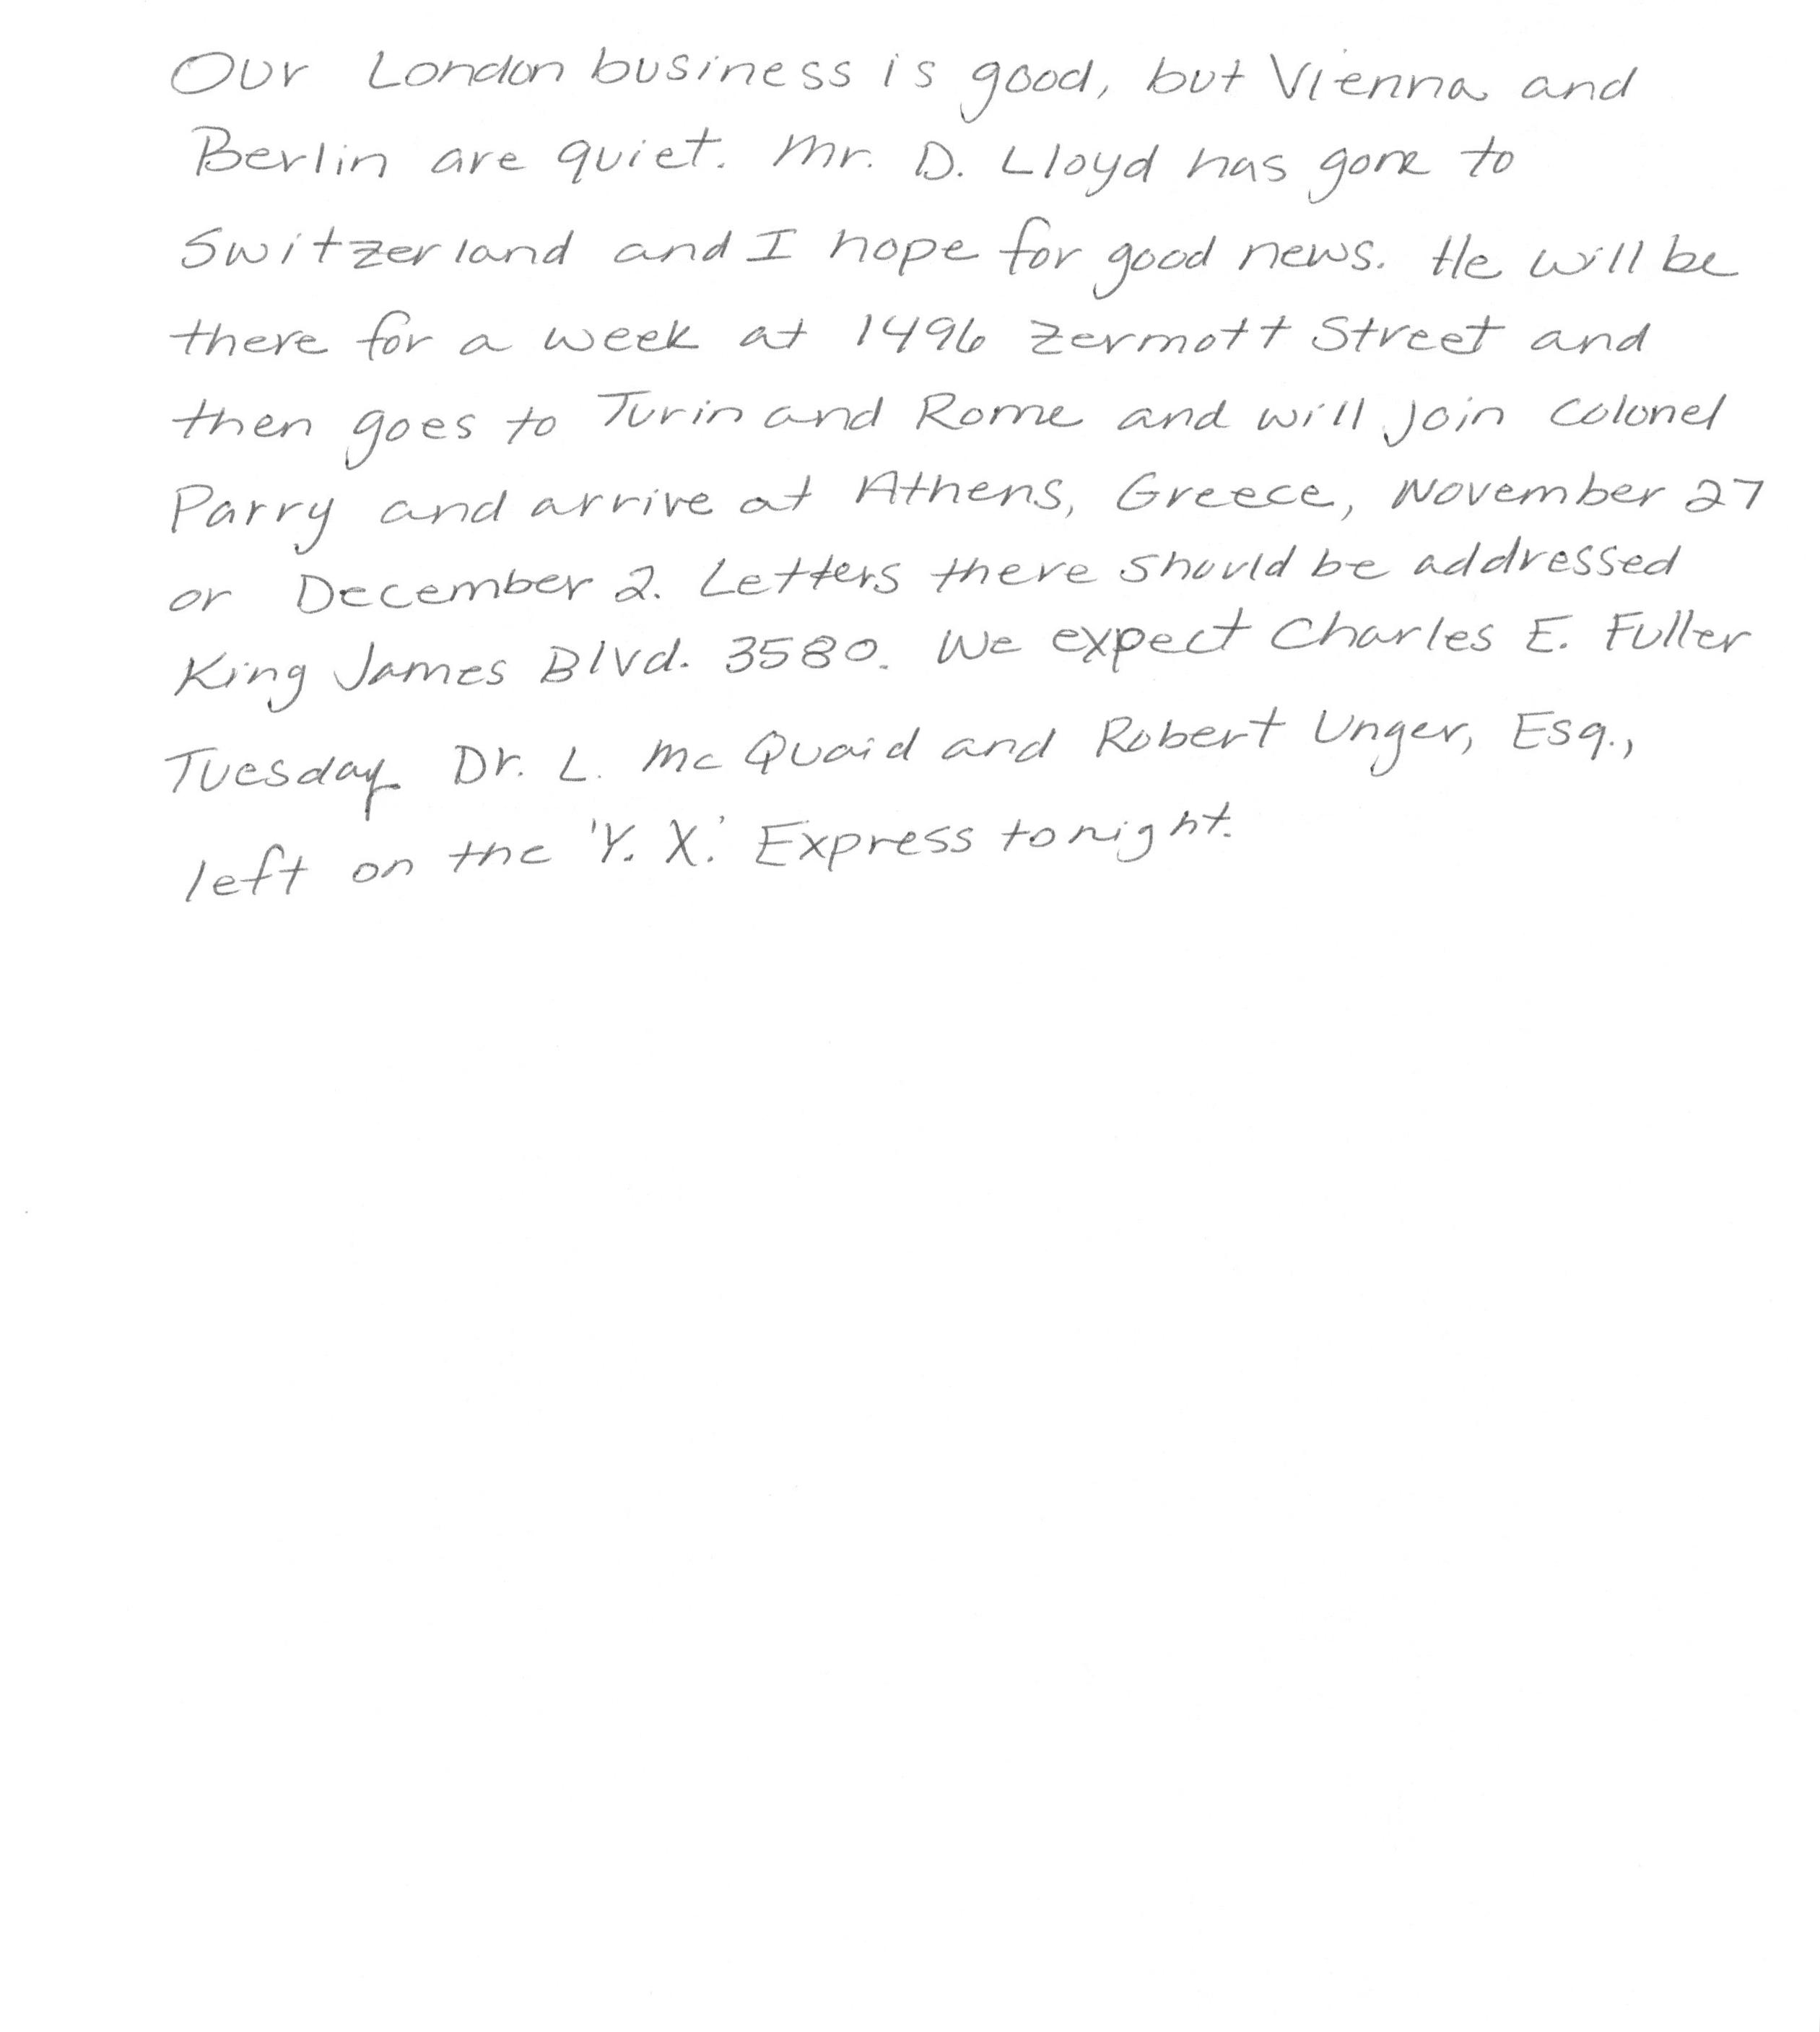 Our London business is good, but Vienna and
Berlin are quiet. Mr. D. Lloyd has gone to
Switzerland and I hope for good news. He will be
there for a week at 1496 Zermott Street and
then goes to Turin and Rome and will join Colonel
Parry and arrive at Athens, Greece, November 27
or December 2. Letters there should be addressed
King James Blvd. 3580. We expect Charles E. Fuller
Tuesday. Dr. L. Mc Quaid and Robert Unger, Esq.,
left on the 'Y. X.' Express tonight.